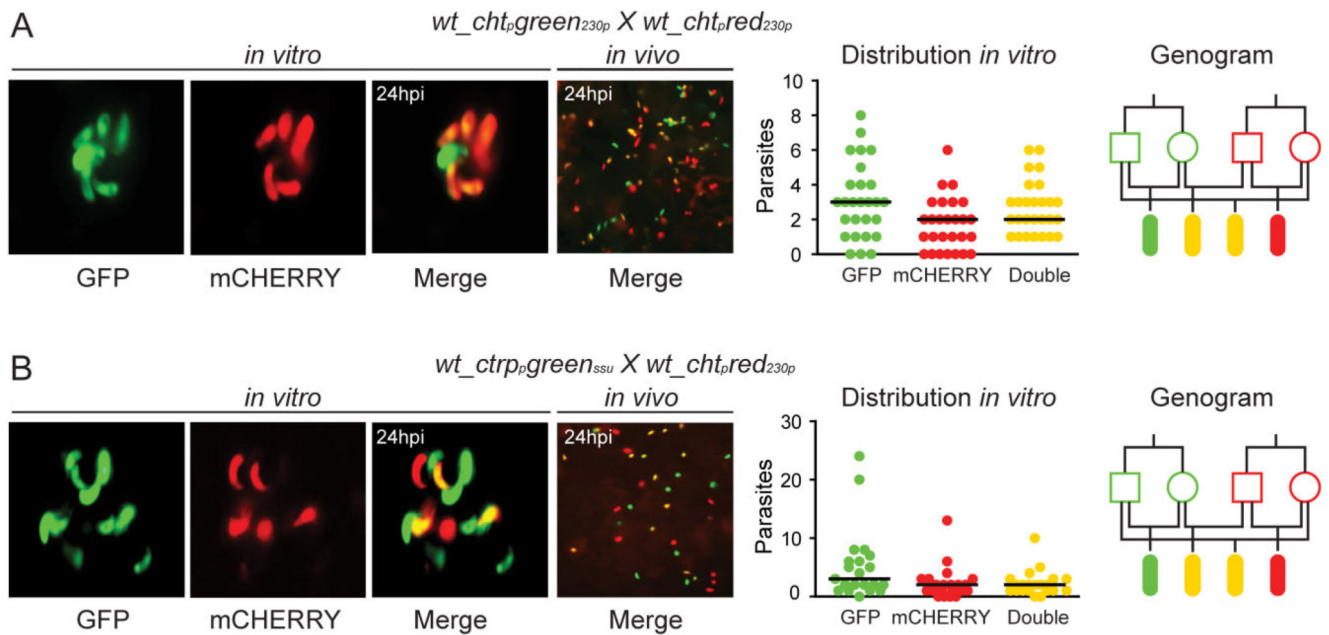 A
wt_chtpgreen230p X wt_chtpred230p
in vitro in vivo Distribution in vitro Genogram
24hpi 24hpi
Parasites
10
8
6
4
2
0
GFP mCHERRY Merge Merge
GFP mCHERRY Double
B
wt_ctrppgreenssu X wt_chtpred230p
in vitro in vivo Distribution in vitro Genogram
24hpi 24hpi
Parasites
30
20
10
0
GFP mCHERRY Merge Merge
GFP mCHERRY Double